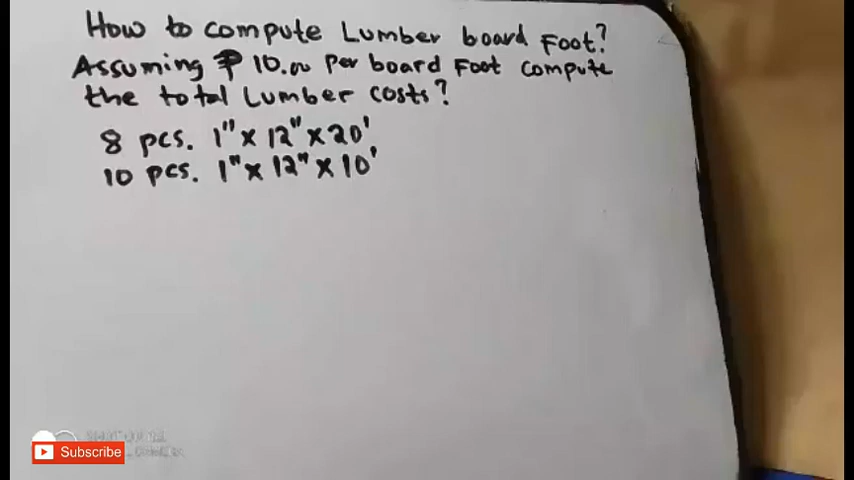 How to compute Lumber board Foot?
Assuming ₱ 10.00 per board Foot compute
the total Lumber costs?
8 pcs. 1" x 12" x 20'
10 pcs. 1" x 12" x 10'
Subscribe